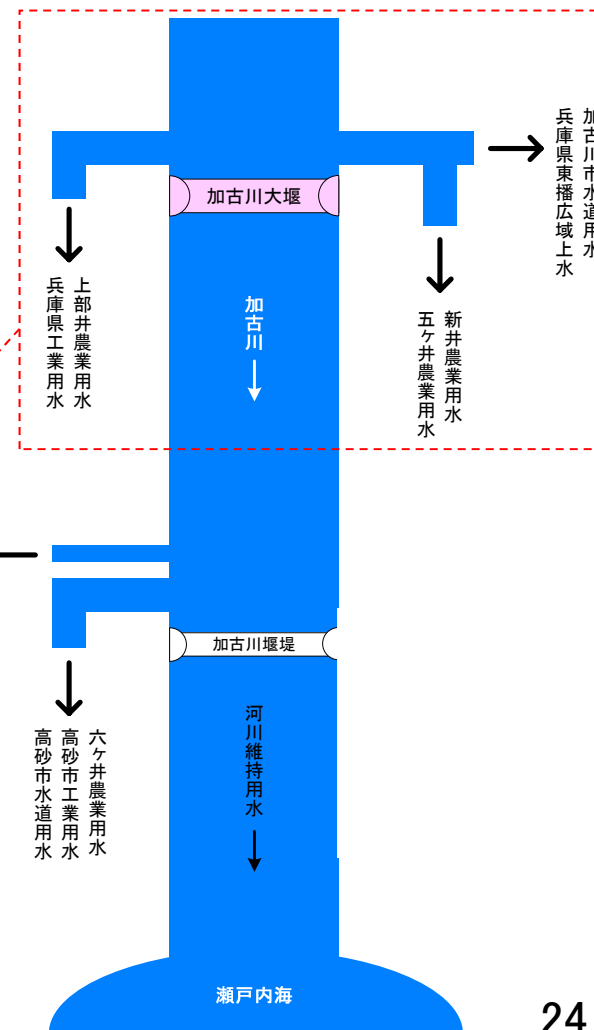 加古川市水道用水
兵庫県東播広域上水
加古川大堰
上部井農業用水
兵庫県工業用水
加古川
新井農業用水
五ヶ井農業用水
加古川堰堤
六ヶ井農業用水
高砂市工業用水
高砂市水道用水
河川維持用水
瀬戸内海
24